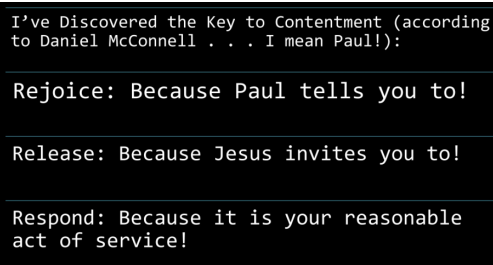 I’ve Discovered the Key to Contentment (according
to Daniel McConnell . . . I mean Paul!):
Rejoice: Because Paul tells you to!
Release: Because Jesus invites you to!
Respond: Because it is your reasonable
act of service!